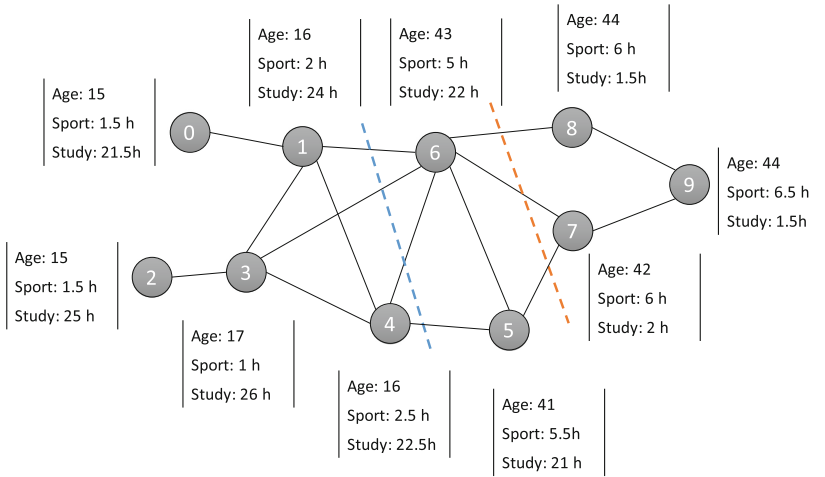 Age: 16
Sport: 2 h
Study: 24 h
Age: 43
Sport: 5 h
Study: 22 h
Age: 44
Sport: 6 h
Study: 1.5h
Age: 15
Sport: 1.5 h
Study: 21.5h
0
1
6
8
9
Age: 44
Sport: 6.5 h
Study: 1.5h
7
Age: 15
Sport: 1.5 h
Study: 25 h
2
3
4
5
Age: 42
Sport: 6 h
Study: 2 h
Age: 17
Sport: 1 h
Study: 26 h
Age: 16
Sport: 2.5 h
Study: 22.5h
Age: 41
Sport: 5.5h
Study: 21 h